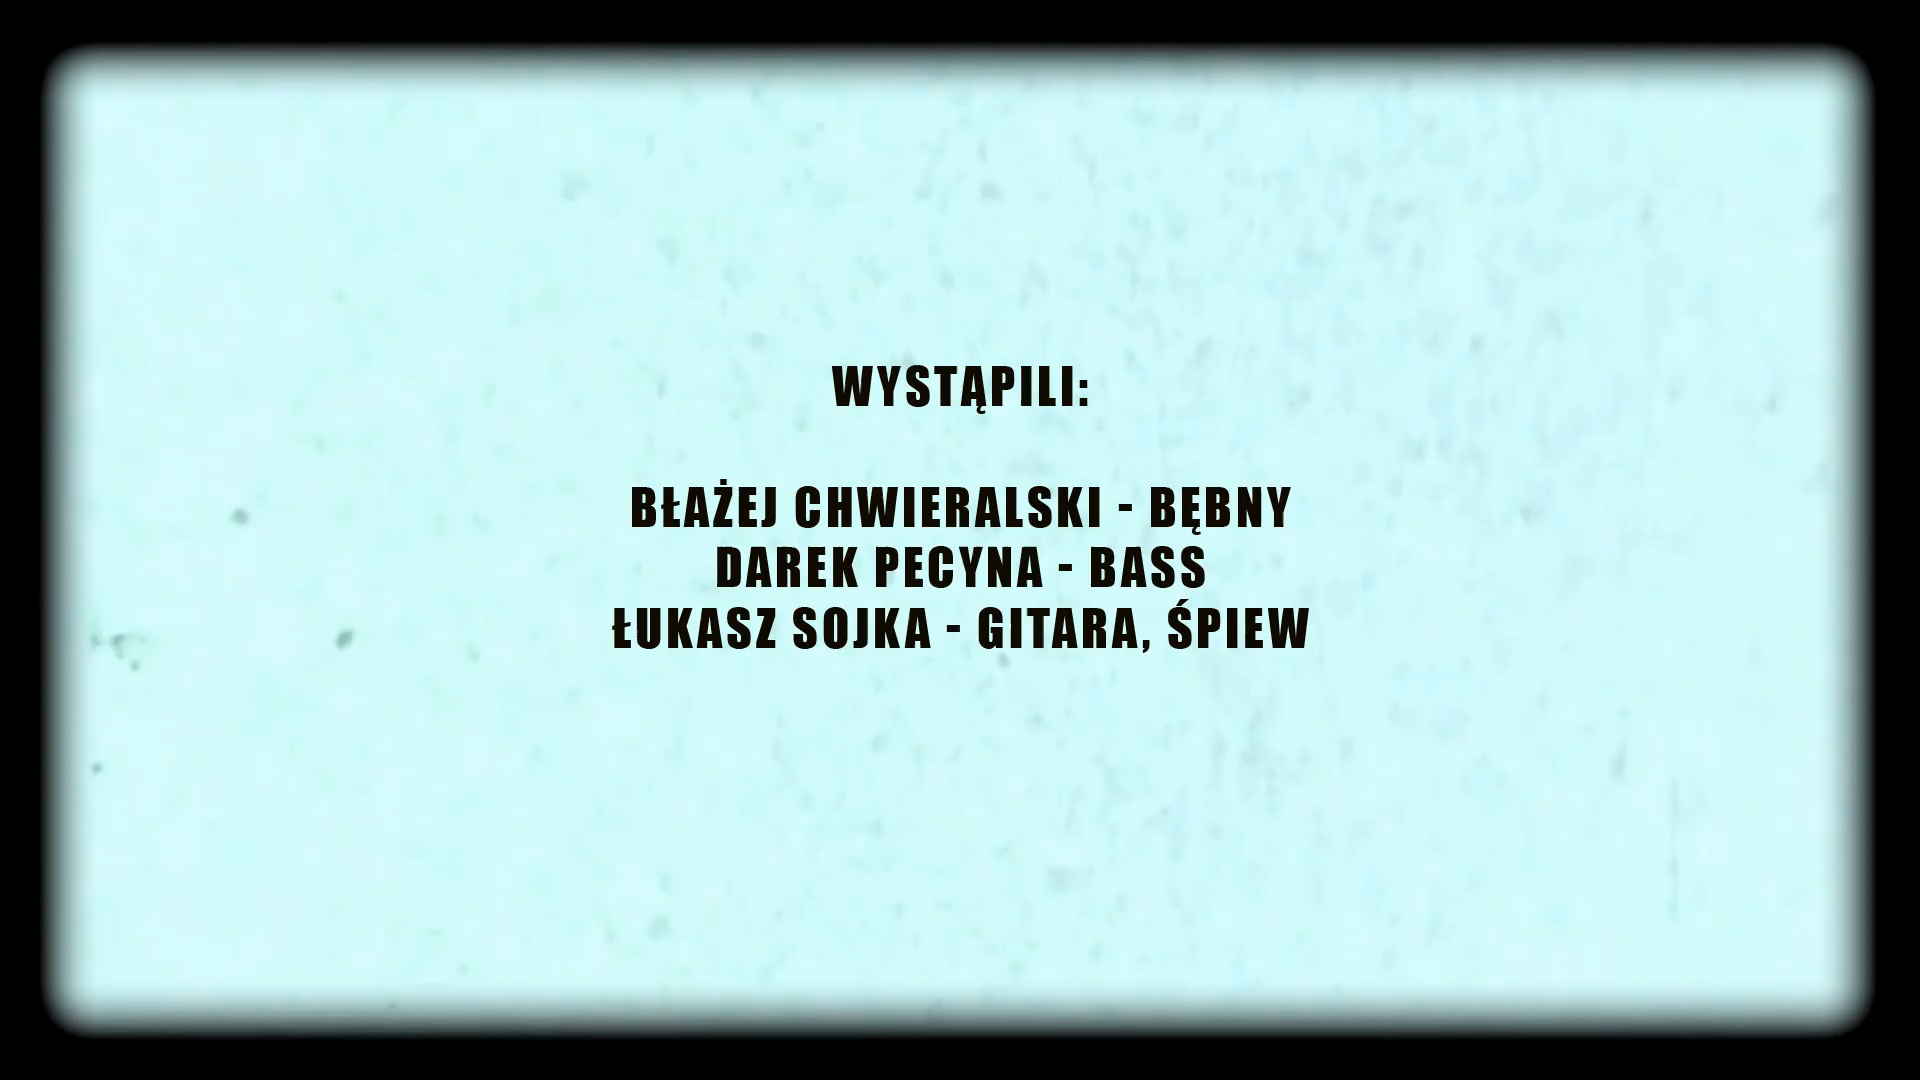 WYSTĄPILI:
BŁAŻEJ CHWIERALSKI - BĘBNY
DAREK PECYNA - BASS
ŁUKASZ SOJKA - GITARA, ŚPIEW